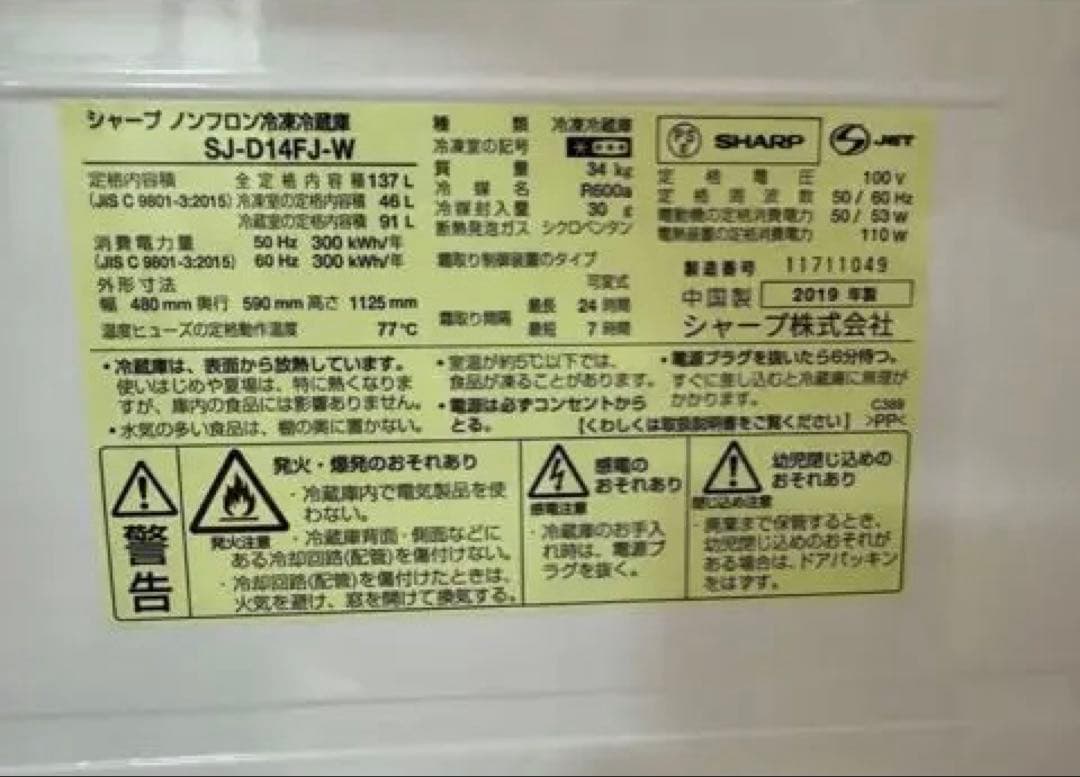 シャープ ノンフロン冷凍冷蔵庫
SJ-D14FJ-W
定格内容積 全定格内容積 137 L
(JIS C 9801-3:2015) 冷凍室の定格内容積 46 L
冷蔵室の定格内容積 91 L
消費電力量 50 Hz 300 kWh/年
(JIS C 9801-3:2015) 60 Hz 300 kWh/年
外形寸法
幅 480 mm 奥行 590 mm 高さ 1125 mm
温度ヒューズの定格動作温度 77℃
種類 冷凍冷蔵庫
冷凍室の記号
質量 34 kg
冷媒名 R600a
冷媒封入量 30 g
断熱発泡ガス シクロペンタン
霜取り制御装置のタイプ
可変式
霜取り間隔 最長 24 時間
最短 7 時間
PS E SHARP JET
定格電圧 100 V
定格周波数 50 / 60 Hz
電動機の定格消費電力 50 / 53 W
電熱装置の定格消費電力 110 W
製造番号 11711049
中国製 2019 年製
シャープ株式会社
・冷蔵庫は、表面から放熱しています。
使いはじめや夏場は、特に熱くなりま
すが、庫内の食品には影響ありません。
・水気の多い食品は、棚の奥に置かない。
・室温が約5℃以下では、
食品が凍ることがあります。
・電源は必ずコンセントから
とる。
・電源プラグを抜いたら6分待つ。
すぐに差し込むと冷蔵庫に無理が
かかります。 C389
【くわしくは取扱説明書をご覧ください】 >PP<
警告
発火・爆発のおそれあり
発火注意
・冷蔵庫内で電気製品を使
わない。
・冷蔵庫背面・側面などに
ある冷却回路(配管)を傷付けない。
・冷却回路(配管)を傷付けたときは、
火気を避け、窓を開けて換気する。
感電の
おそれあり
感電注意
・冷蔵庫のお手入
れ時は、電源プ
ラグを抜く。
幼児閉じ込めの
おそれあり
閉じ込め注意
・廃棄まで保管するとき、
幼児閉じ込めのおそれが
ある場合は、ドアパッキン
をはずす。